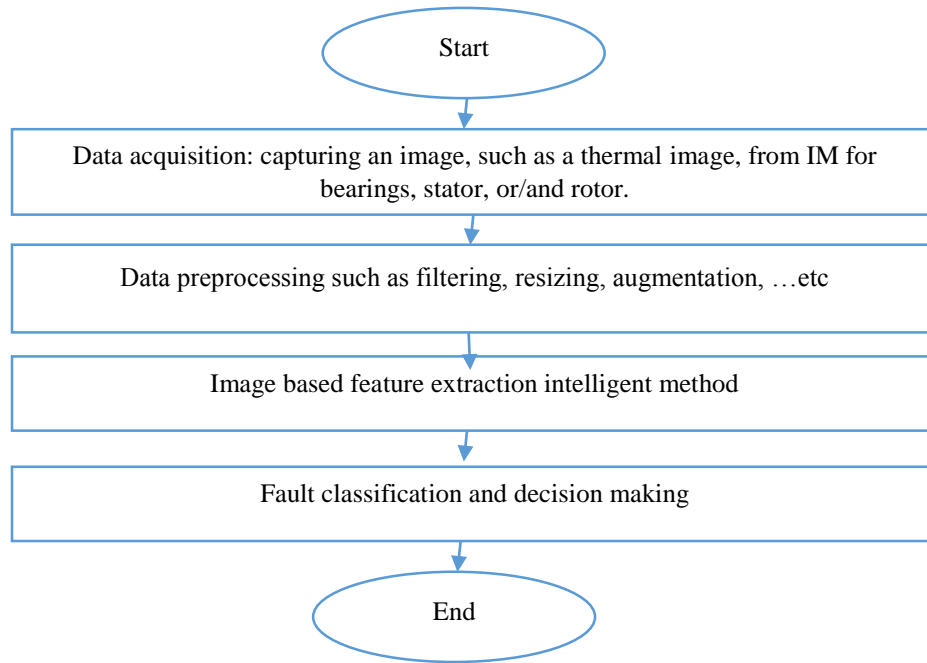 Start
Data acquisition: capturing an image, such as a thermal image, from IM for
bearings, stator, or/and rotor.
Data preprocessing such as filtering, resizing, augmentation, …etc
Image based feature extraction intelligent method
Fault classification and decision making
End